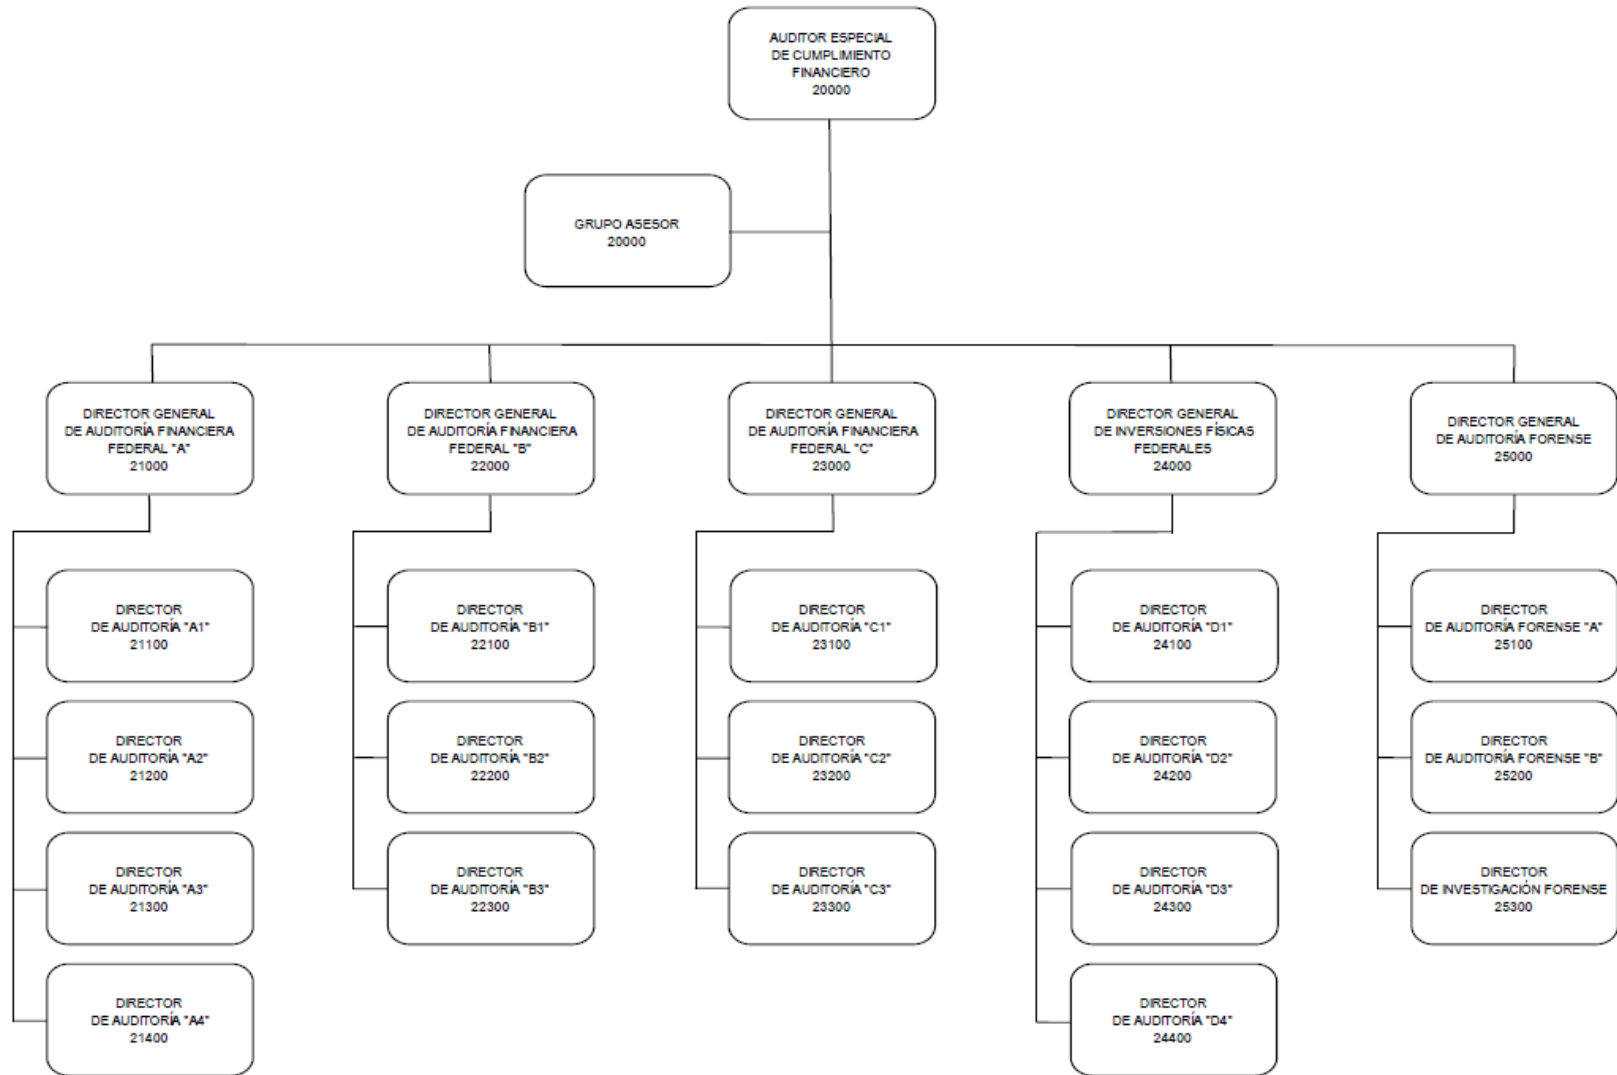 AUDITOR ESPECIAL
DE CUMPLIMIENTO
FINANCIERO
20000
GRUPO ASESOR
20000
DIRECTOR GENERAL
DE AUDITORÍA FINANCIERA
FEDERAL "A"
21000
DIRECTOR GENERAL
DE AUDITORÍA FINANCIERA
FEDERAL "B"
22000
DIRECTOR GENERAL
DE AUDITORÍA FINANCIERA
FEDERAL "C"
23000
DIRECTOR GENERAL
DE INVERSIONES FÍSICAS
FEDERALES
24000
DIRECTOR GENERAL
DE AUDITORÍA FORENSE
25000
DIRECTOR
DE AUDITORÍA "A1"
21100
DIRECTOR
DE AUDITORÍA "B1"
22100
DIRECTOR
DE AUDITORÍA "C1"
23100
DIRECTOR
DE AUDITORÍA "D1"
24100
DIRECTOR
DE AUDITORÍA FORENSE "A"
25100
DIRECTOR
DE AUDITORÍA "A2"
21200
DIRECTOR
DE AUDITORÍA "B2"
22200
DIRECTOR
DE AUDITORÍA "C2"
23200
DIRECTOR
DE AUDITORÍA "D2"
24200
DIRECTOR
DE AUDITORÍA FORENSE "B"
25200
DIRECTOR
DE AUDITORÍA "A3"
21300
DIRECTOR
DE AUDITORÍA "B3"
22300
DIRECTOR
DE AUDITORÍA "C3"
23300
DIRECTOR
DE AUDITORÍA "D3"
24300
DIRECTOR
DE INVESTIGACIÓN FORENSE
25300
DIRECTOR
DE AUDITORÍA "A4"
21400
DIRECTOR
DE AUDITORÍA "D4"
24400